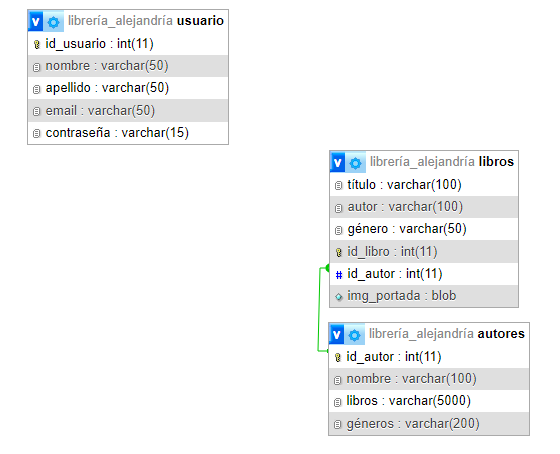 librería_alejandría usuario
id_usuario : int(11)
nombre : varchar(50)
apellido : varchar(50)
email : varchar(50)
contraseña : varchar(15)
librería_alejandría libros
título : varchar(100)
autor : varchar(100)
género : varchar(50)
id_libro : int(11)
# id_autor : int(11)
img_portada : blob
librería_alejandría autores
id_autor : int(11)
nombre : varchar(100)
libros : varchar(5000)
géneros : varchar(200)